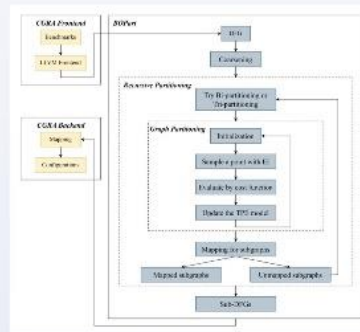 CGRA Frontend
Benchmarks
LLVM Frontend
BOPart
DFG
Coarsening
Recursive Partitioning
Try Bi-partitioning or
Tri-partitioning
Graph Partitioning
Initialization
Sample a point with EI
Evaluate by cost function
Update the TPE model
CGRA Backend
Mapping
Configurations
Mapping for subgraphs
Mapped subgraphs
Unmapped subgraphs
Sub-DFGs